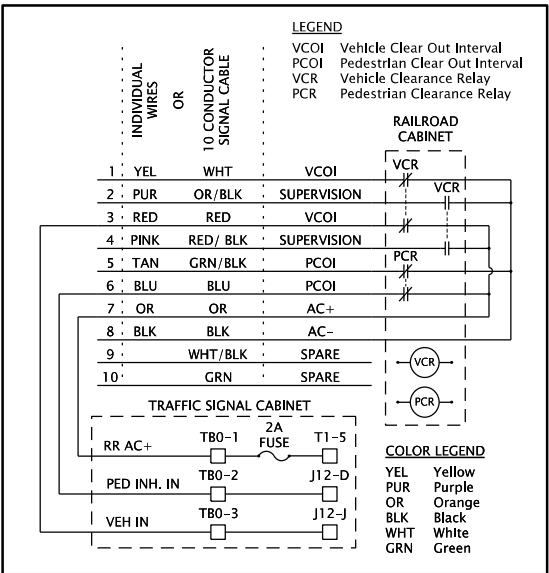 LEGEND
VCOI Vehicle Clear Out Interval
PCOI Pedestrian Clear Out Interval
VCR Vehicle Clearance Relay
PCR Pedestrian Clearance Relay
INDIVIDUAL WIRES
OR
10 CONDUCTOR SIGNAL CABLE
RAILROAD
CABINET
VCR
VCR
1 YEL WHT VCOI
2 PUR OR/BLK SUPERVISION
3 RED RED VCOI
4 PINK RED/ BLK SUPERVISION
5 TAN GRN/BLK PCOI
PCR
6 BLU BLU PCOI
7 OR OR AC+
8 BLK BLK AC-
9 WHT/BLK SPARE
10 GRN SPARE
VCR
PCR
TRAFFIC SIGNAL CABINET
RR AC+ TB0-1 2A FUSE T1-5
PED INH. IN TB0-2 J12-D
VEH IN TB0-3 J12-J
COLOR LEGEND
YEL Yellow
PUR Purple
OR Orange
BLK Black
WHT White
GRN Green